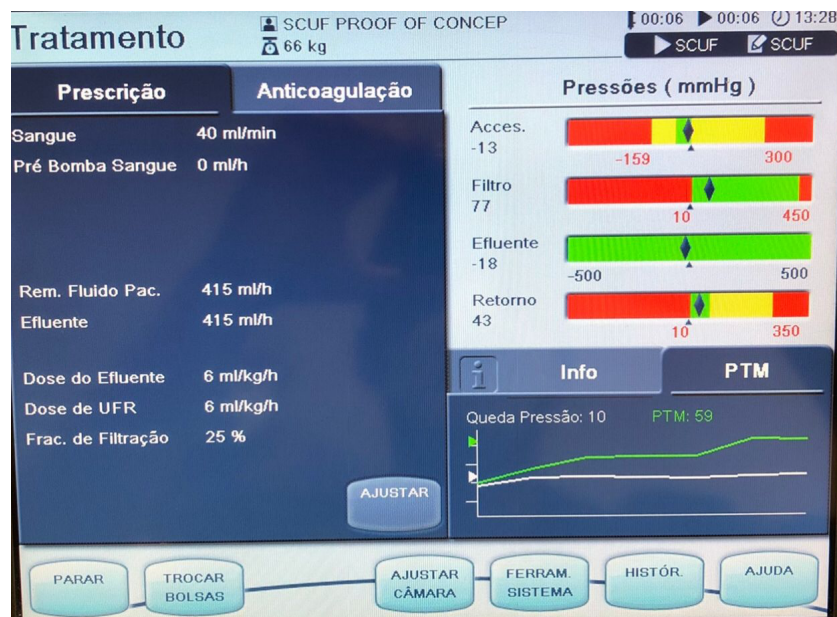 Tratamento
SCUF PROOF OF CONCEP
66 kg
00:06 00:06 13:28
SCUF SCUF
Prescrição
Anticoagulação
Sangue 40 ml/min
Pré Bomba Sangue 0 ml/h
Rem. Fluido Pac. 415 ml/h
Efluente 415 ml/h
Dose do Efluente 6 ml/kg/h
Dose de UFR 6 ml/kg/h
Frac. de Filtração 25 %
AJUSTAR
Pressões ( mmHg )
Acces.
-13
-159 300
Filtro
77
10 450
Efluente
-18
-500 500
Retorno
43
10 350
i Info
PTM
Queda Pressão: 10 PTM: 59
PARAR
TROCAR
BOLSAS
AJUSTAR
CÂMARA
FERRAM.
SISTEMA
HISTÓR.
AJUDA